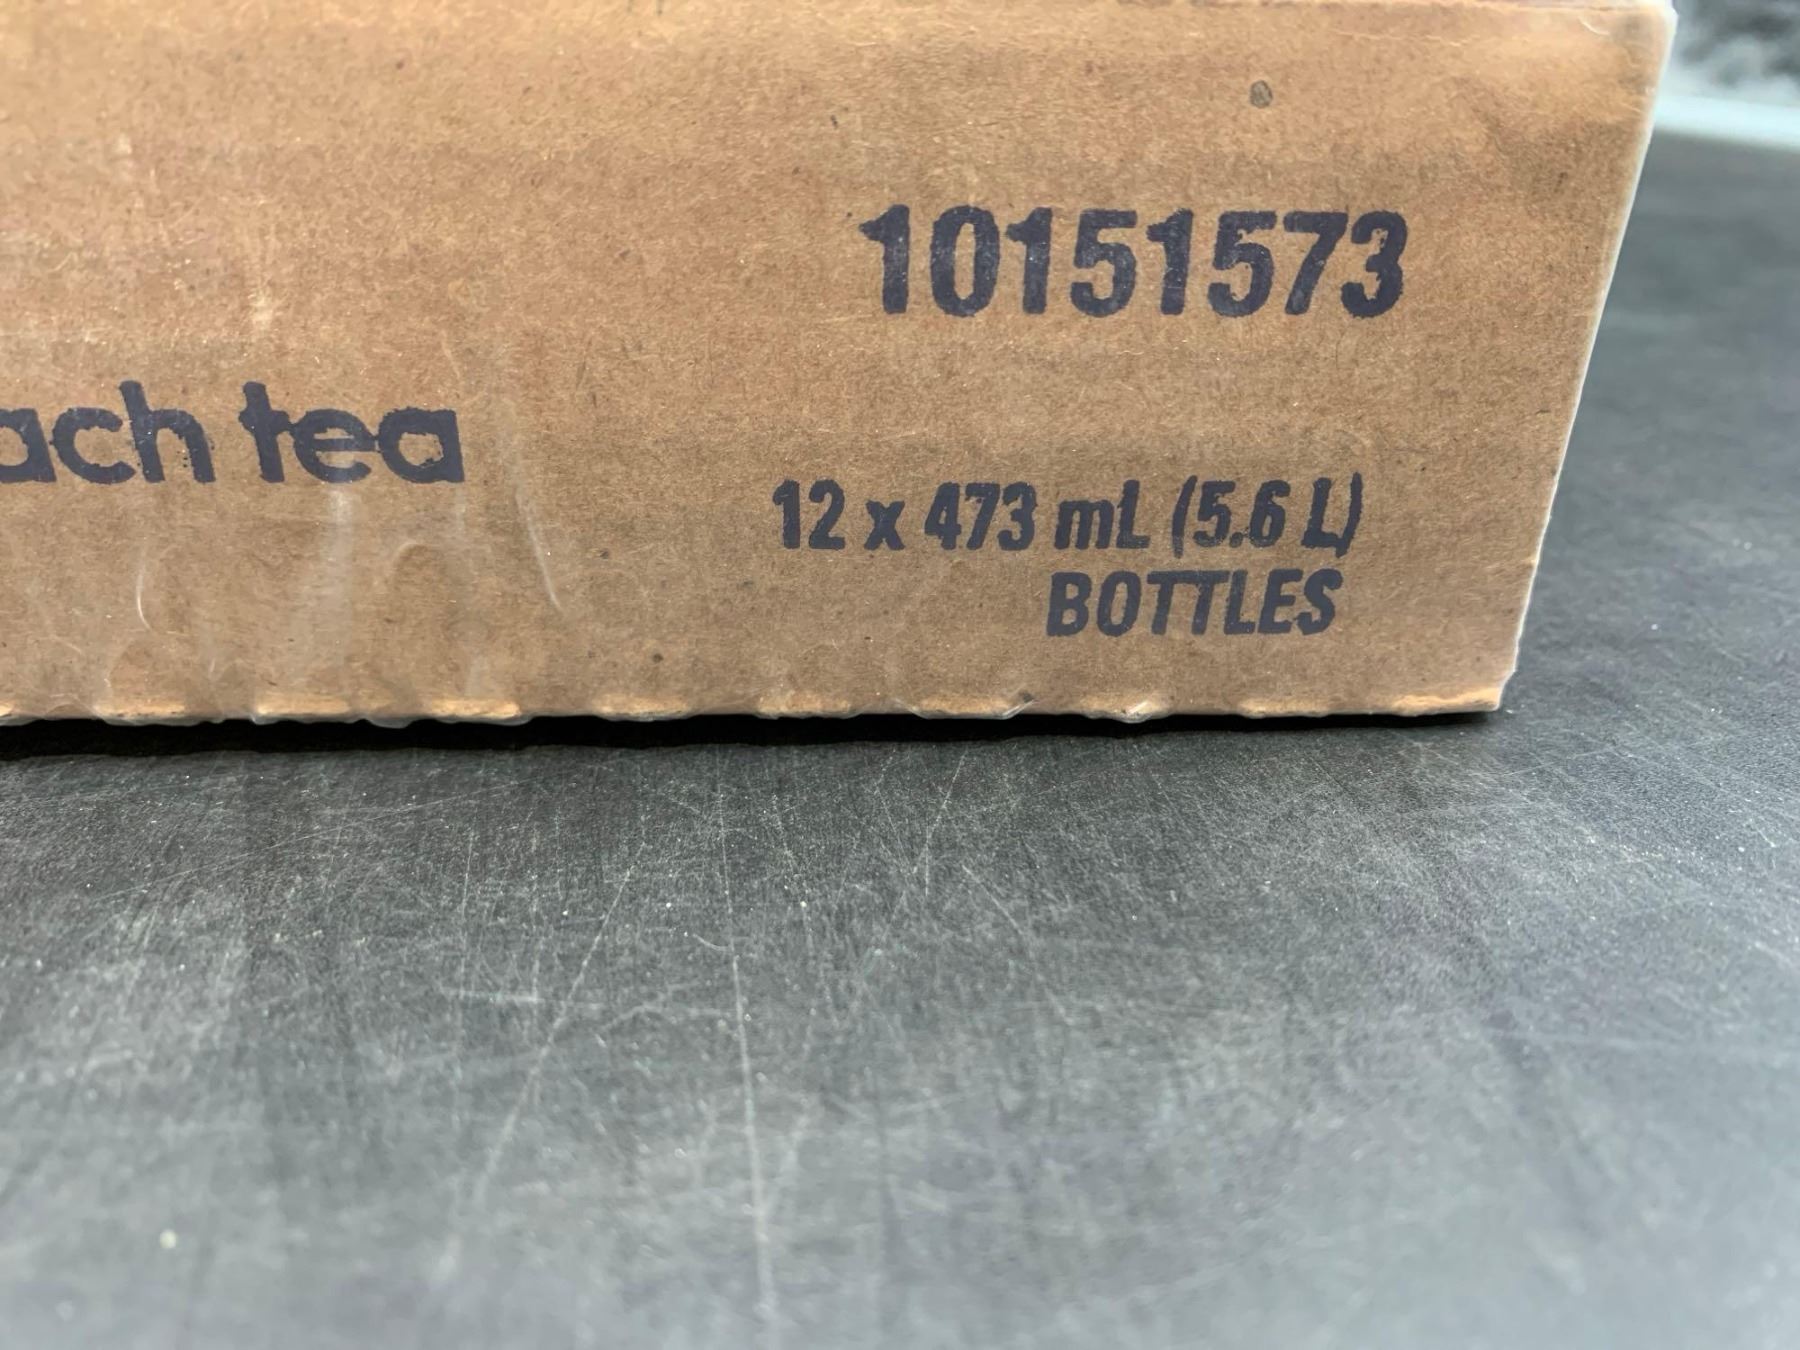 10151573
ach tea
12 x 473 mL (5.6 L)
BOTTLES